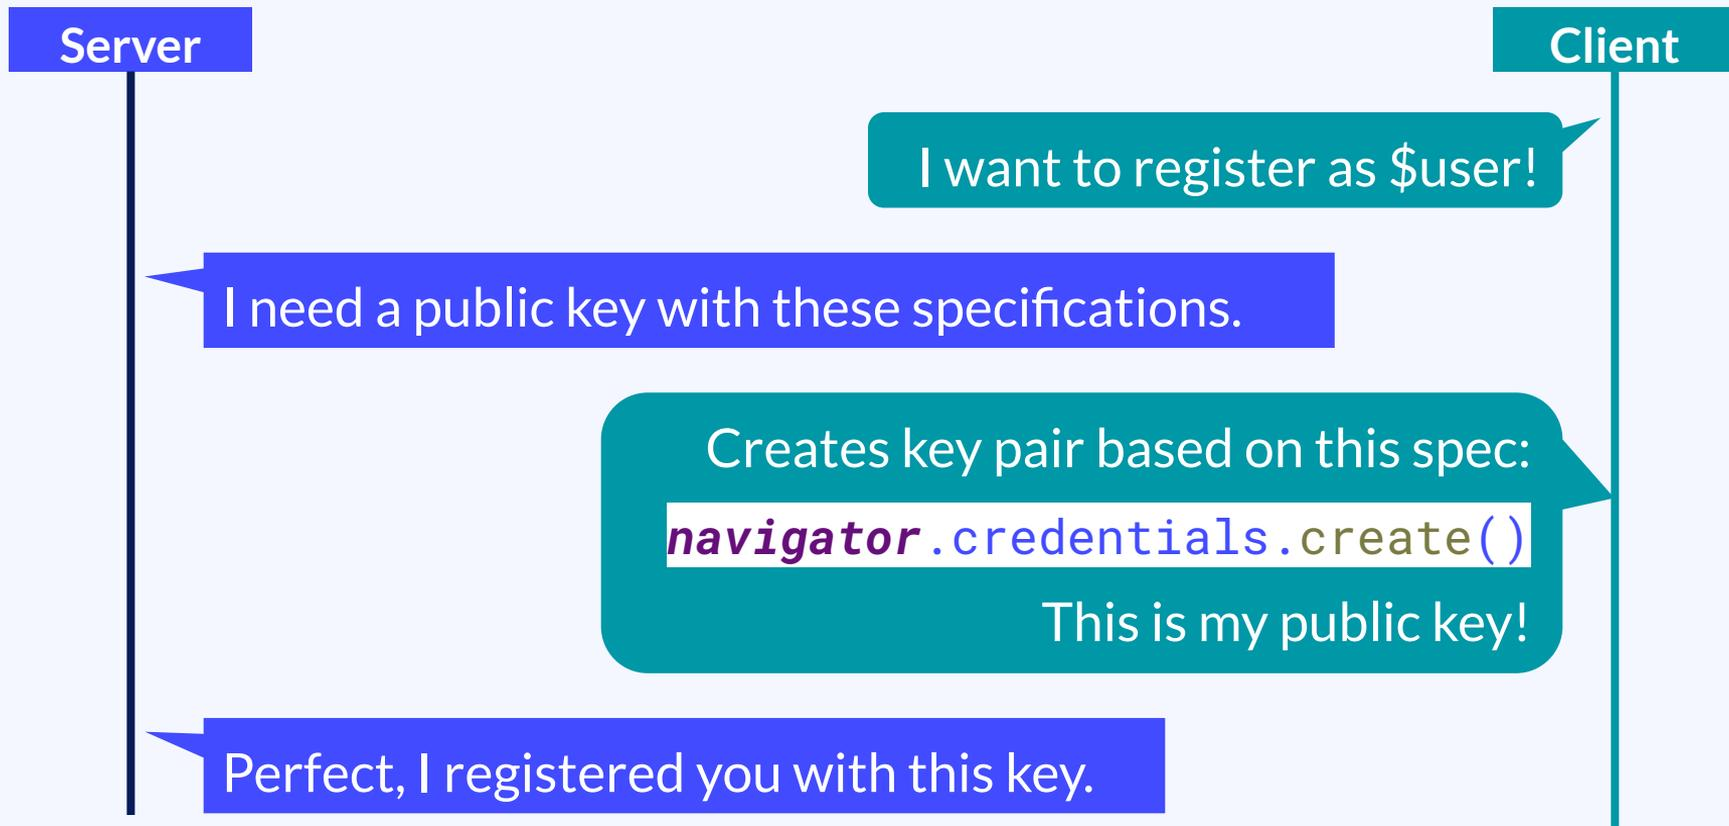 Server
Client
I want to register as $user!
I need a public key with these specifications.
Creates key pair based on this spec:
navigator.credentials.create()
This is my public key!
Perfect, I registered you with this key.